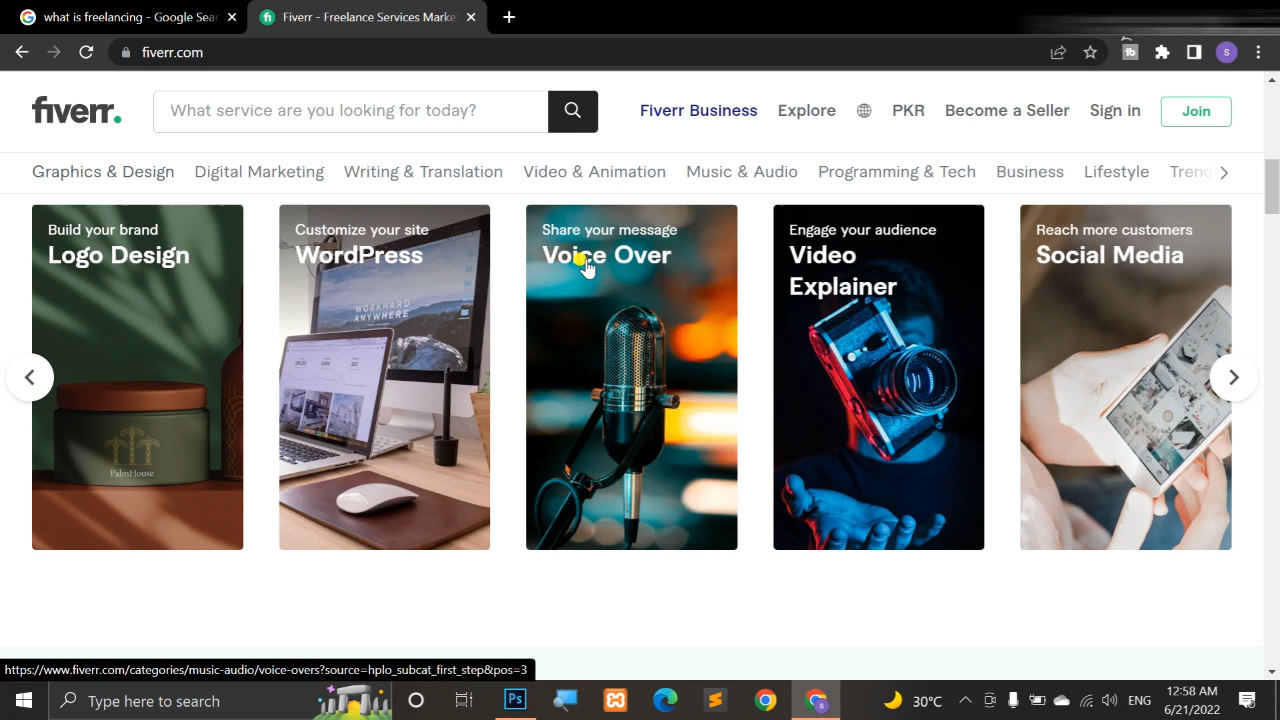 what is freelancing - Google Sear
Fiverr - Freelance Services Marke
fiverr.com
fiverr.
What service are you looking for today?
Fiverr Business
Explore
PKR
Become a Seller
Sign in
Join
Graphics & Design
Digital Marketing
Writing & Translation
Video & Animation
Music & Audio
Programming & Tech
Business
Lifestyle
Trend
Build your brand
Logo Design
PalmHouse
Customize your site
WordPress
WORKHARD
ANYWHERE
Share your message
Voice Over
Engage your audience
Video
Explainer
Reach more customers
Social Media
https://www.fiverr.com/categories/music-audio/voice-overs?source=hplo_subcat_first_step&pos=3
Type here to search
Ps
30°C
ENG
12:58 AM
6/21/2022